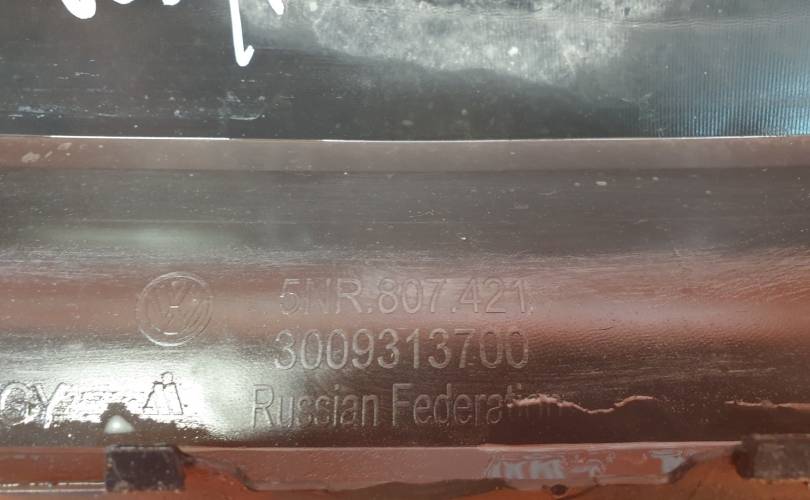 5NR.807.421
3009313700
Russian Federation